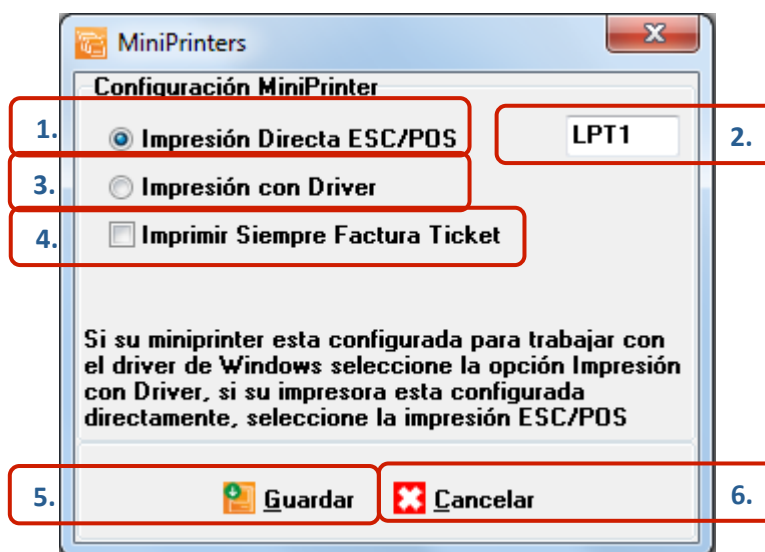 MiniPrinters
Configuración MiniPrinter
1. Impresión Directa ESC/POS LPT1 2.
3. Impresión con Driver
4. Imprimir Siempre Factura Ticket
Si su miniprinter esta configurada para trabajar con
el driver de Windows seleccione la opción Impresión
con Driver, si su impresora esta configurada
directamente, seleccione la impresión ESC/POS
5. Guardar Cancelar 6.